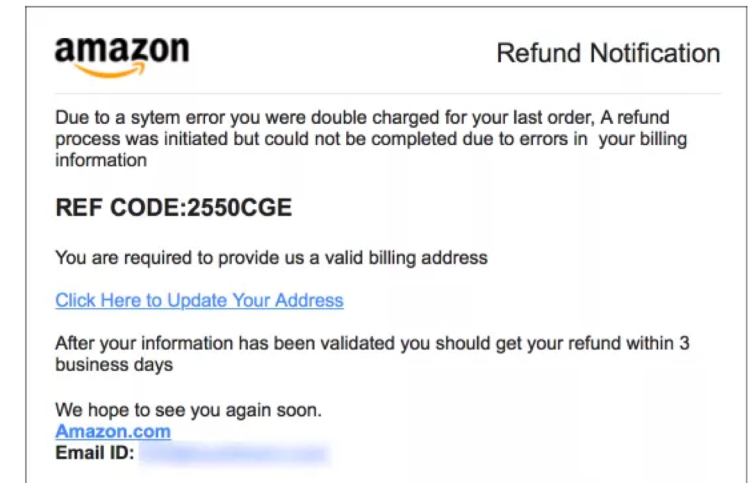 amazon
Refund Notification
Due to a sytem error you were double charged for your last order, A refund
process was initiated but could not be completed due to errors in  your billing
information
REF CODE:2550CGE
You are required to provide us a valid billing address
Click Here to Update Your Address
After your information has been validated you should get your refund within 3
business days
We hope to see you again soon.
Amazon.com
Email ID: